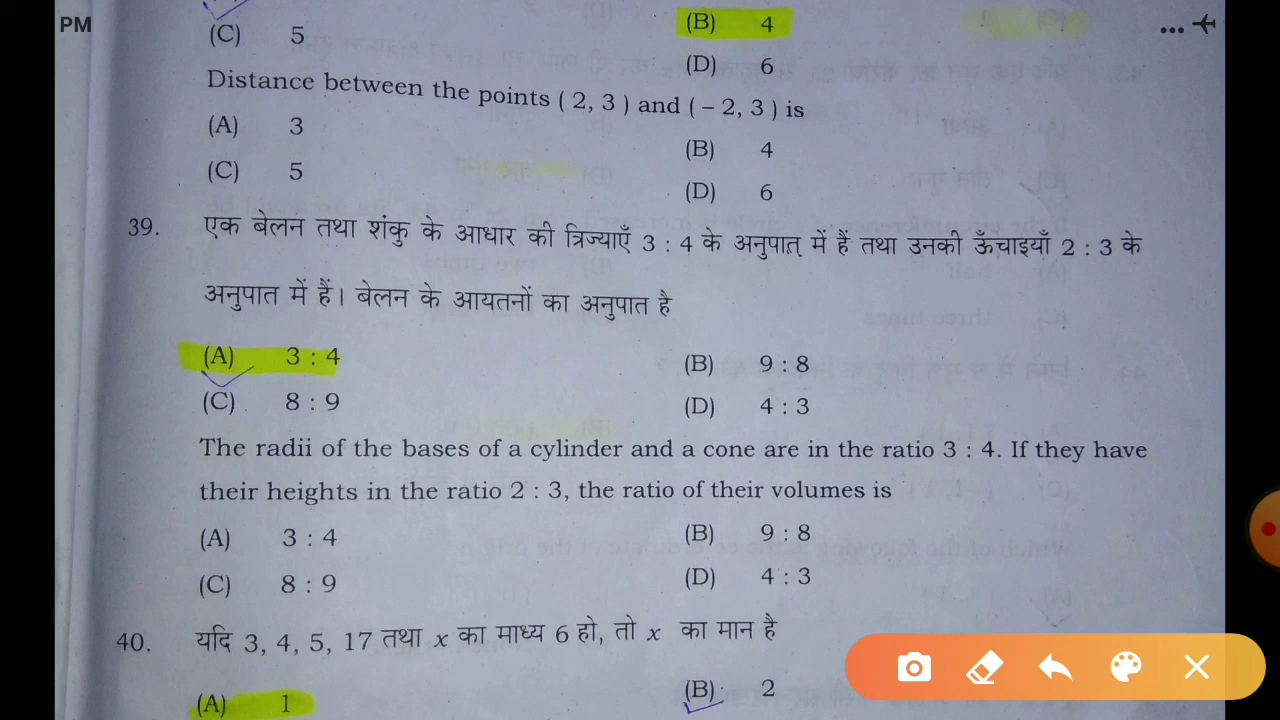 PM
(C) 5 (B) 4
(D) 6
Distance between the points ( 2, 3 ) and ( – 2, 3 ) is
(A) 3 (B) 4
(C) 5 (D) 6
39. एक बेलन तथा शंकु के आधार की त्रिज्याएँ 3 : 4 के अनुपात् में हैं तथा उनकी ऊँचाइयाँ 2 : 3 के
अनुपात में हैं। बेलन के आयतनों का अनुपात है
(A) 3 : 4 (B) 9 : 8
(C) 8 : 9 (D) 4 : 3
The radii of the bases of a cylinder and a cone are in the ratio 3 : 4. If they have
their heights in the ratio 2 : 3, the ratio of their volumes is
(A) 3 : 4 (B) 9 : 8
(C) 8 : 9 (D) 4 : 3
40. यदि 3, 4, 5, 17 तथा x का माध्य 6 हो, तो x का मान है
(A) 1 (B) 2